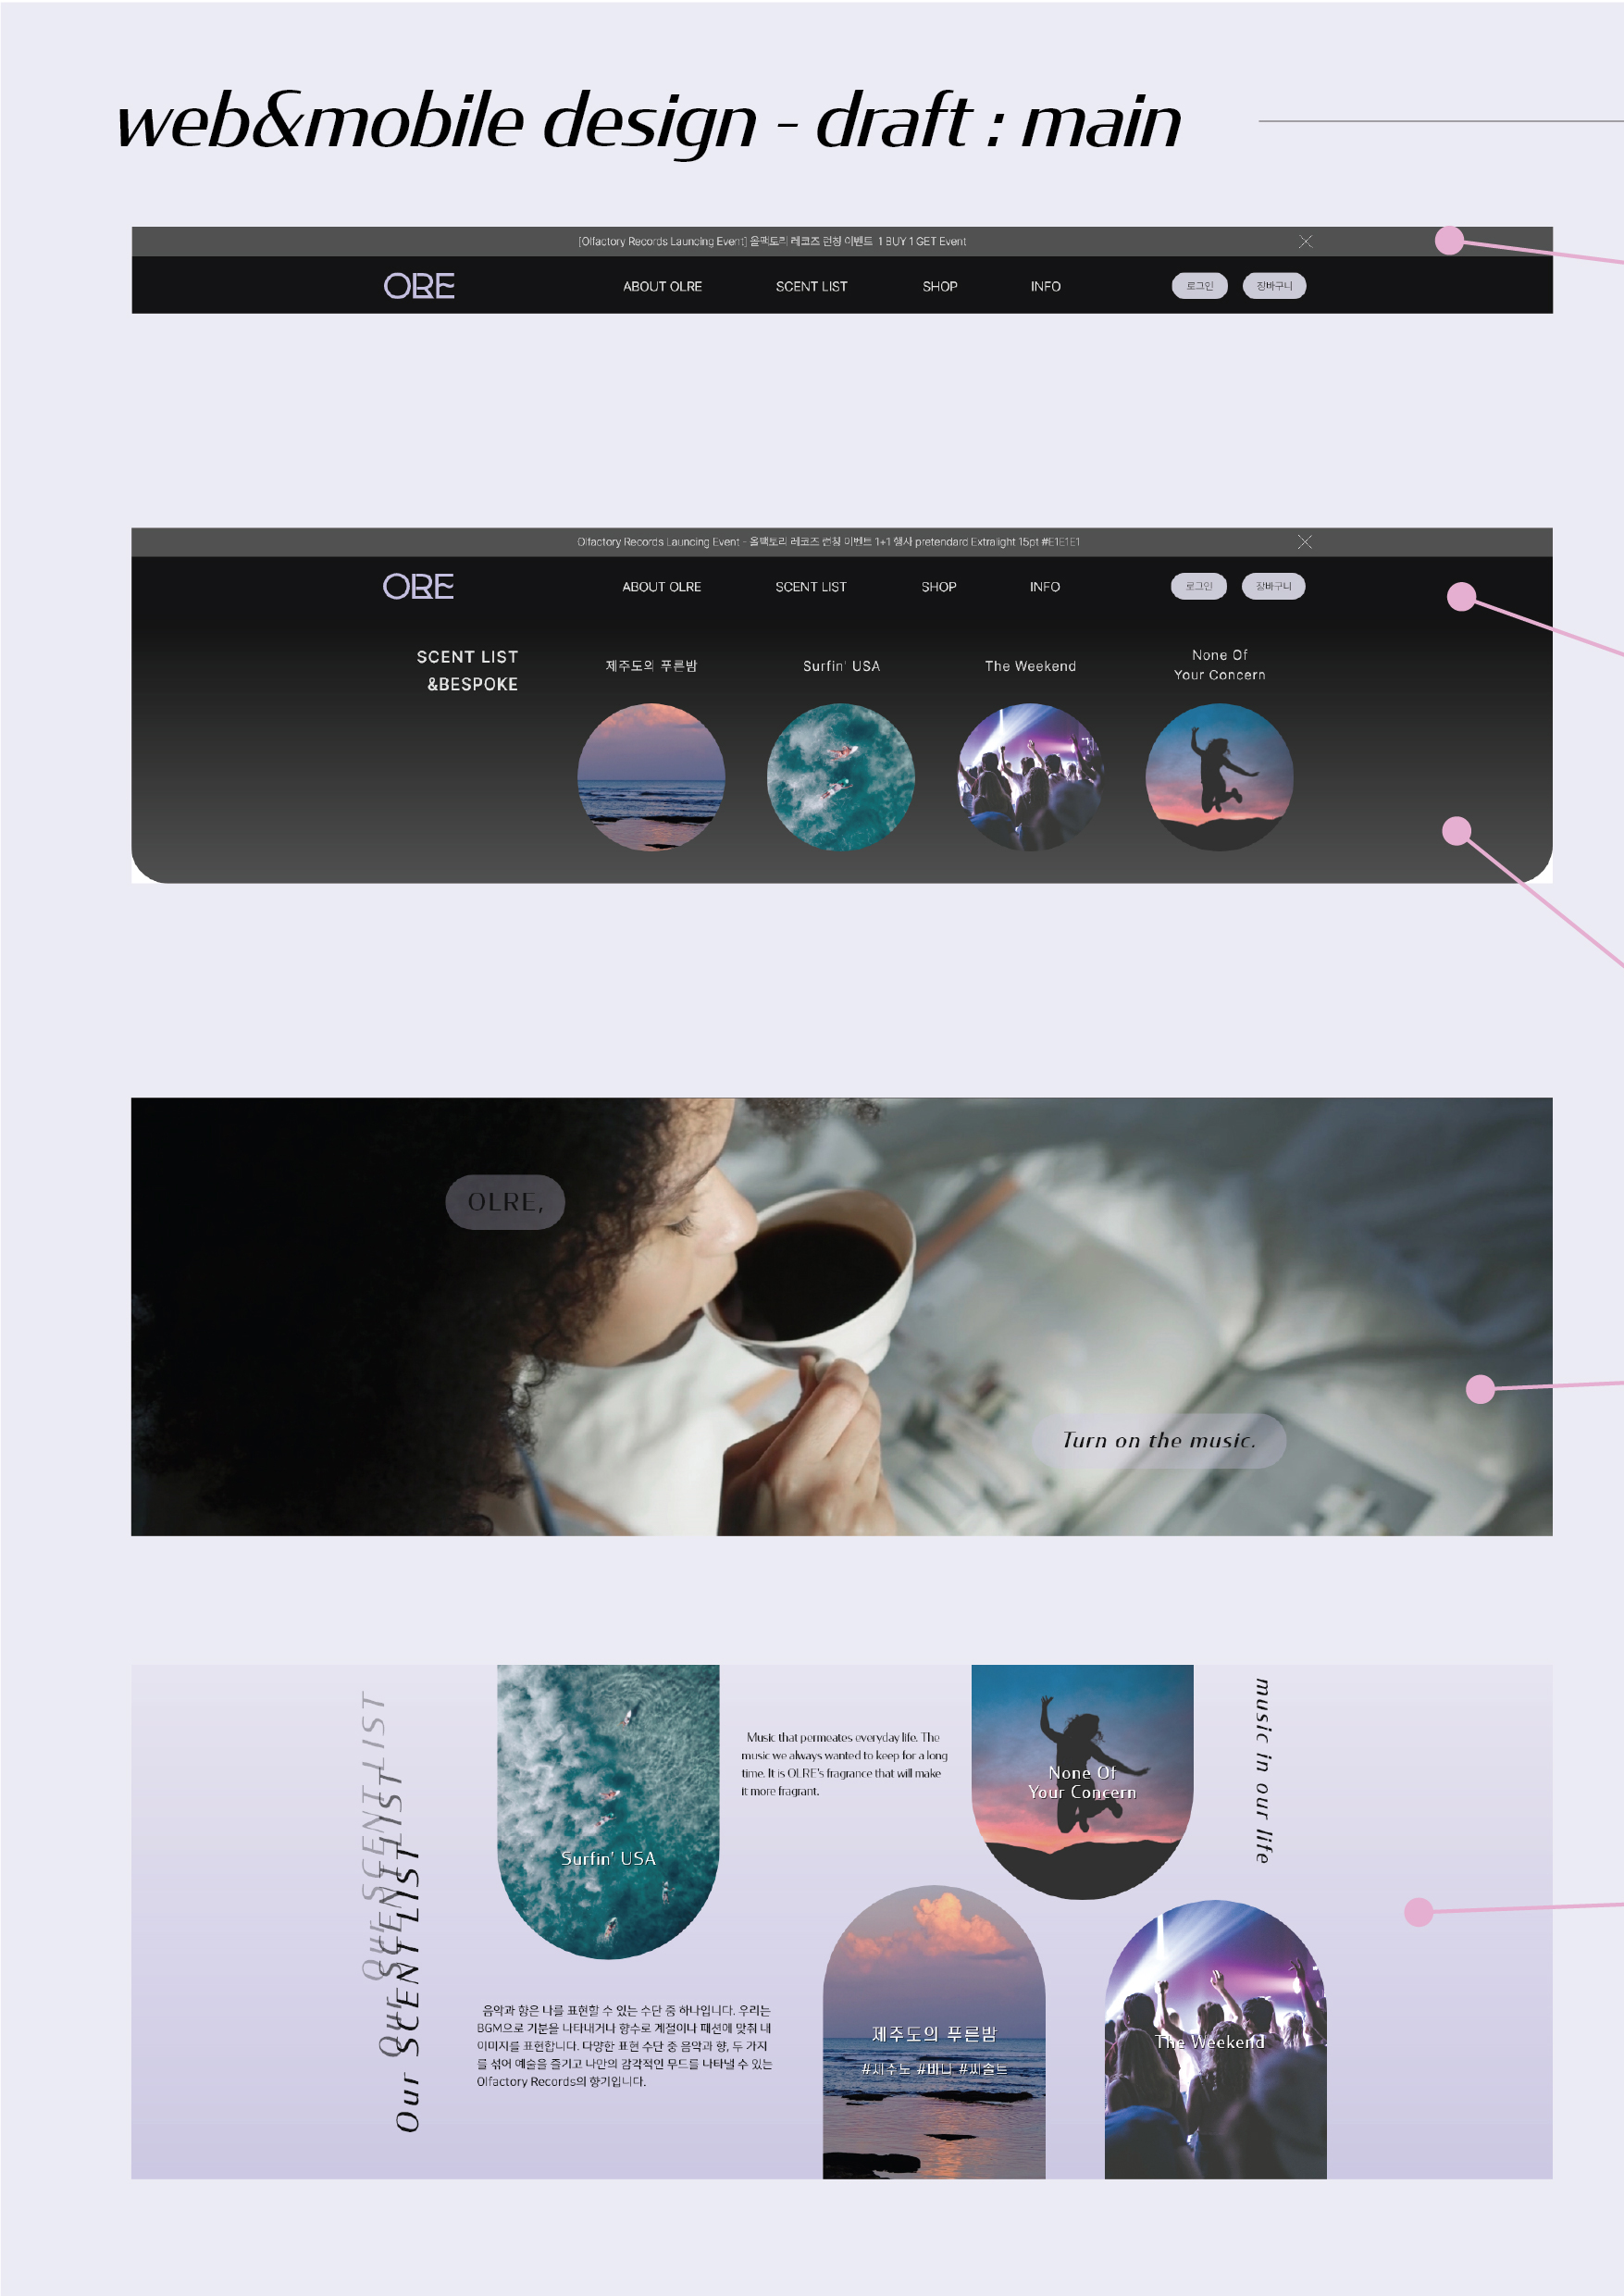 web&mobile design - draft : main
[Olfactory Records Launcing Event] 올팩토리 레코즈 런칭 이벤트 1 BUY 1 GET Event
ORE
ABOUT OLRE
SCENT LIST
SHOP
INFO
로그인
장바구니
Olfactory Records Launcing Event - 올팩토리 레코즈 런칭 이벤트 1+1 행사 pretendard Extralight 15pt #E1E1E1
ORE
ABOUT OLRE
SCENT LIST
SHOP
INFO
로그인
장바구니
SCENT LIST
&BESPOKE
제주도의 푸른밤
Surfin' USA
The Weekend
None Of
Your Concern
OLRE,
Turn on the music.
Our SCENT LIST
Our SCENT LIST
Our SCENT LIST
Surfin' USA
Music that permeates everyday life. The
music we always wanted to keep for a long
time. It is OLRE's fragrance that will make
it more fragrant.
None Of
Your Concern
music in our life
음악과 향은 나를 표현할 수 있는 수단 중 하나입니다. 우리는
BGM으로 기분을 나타내거나 향수로 계절이나 패션에 맞춰 내
이미지를 표현합니다. 다양한 표현 수단 중 음악과 향, 두 가지
를 섞어 예술을 즐기고 나만의 감각적인 무드를 나타낼 수 있는
Olfactory Records의 향기입니다.
제주도의 푸른밤
#제주도 #바다 #씨솔트
The Weekend